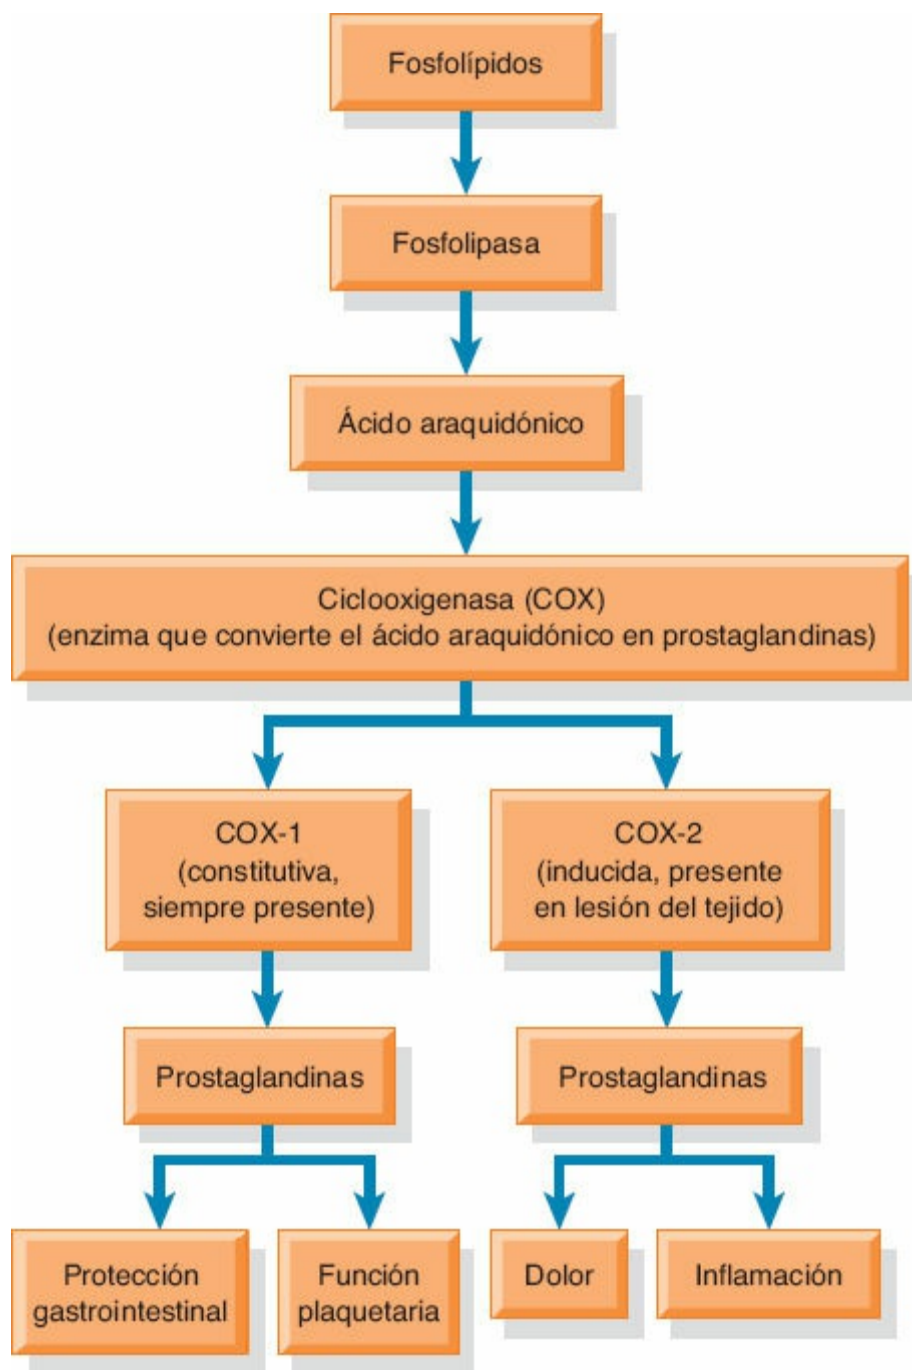 Fosfolípidos
Fosfolipasa
Ácido araquidónico
Ciclooxigenasa (COX)
(enzima que convierte el ácido araquidónico en prostaglandinas)
COX-1
(constitutiva,
siempre presente)
COX-2
(inducida, presente
en lesión del tejido)
Prostaglandinas
Prostaglandinas
Protección
gastrointestinal
Función
plaquetaria
Dolor
Inflamación